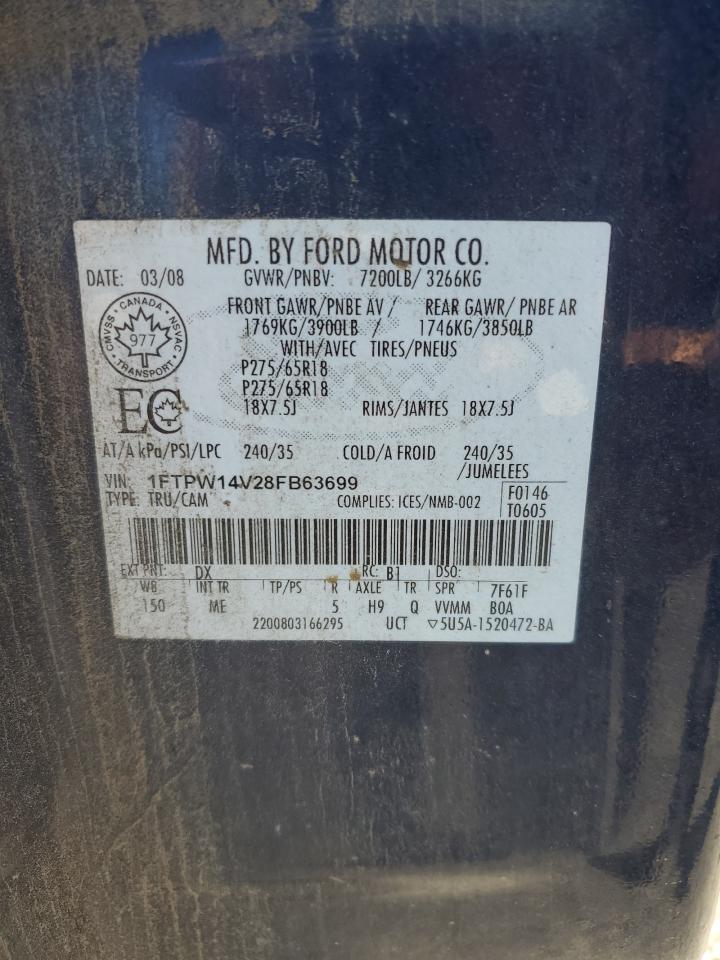 MFD. BY FORD MOTOR CO.
DATE: 03/08 GVWR/PNBV: 7200LB/ 3266KG
CANADA
CMVSS NSVAC
977
TRANSPORT
FRONT GAWR/PNBE AV / REAR GAWR/ PNBE AR
1769KG/3900LB / 1746KG/3850LB
WITH/AVEC TIRES/PNEUS
P275/65R18
P275/65R18
18X7.5J RIMS/JANTES 18X7.5J
EC
AT/A kPa/PSI/LPC 240/35 COLD/A FROID 240/35
/JUMELEES
VIN: 1FTPW14V28FB63699
TYPE: TRU/CAM COMPLIES: ICES/NMB-002
F0146
T0605
EXT PNT: DX RC: B1 DSO:
WB INT TR TP/PS R AXLE TR SPR 7F61F
150 ME 5 H9 Q VVMM B0A
2200803166295 UCT ▽5U5A-1520472-BA